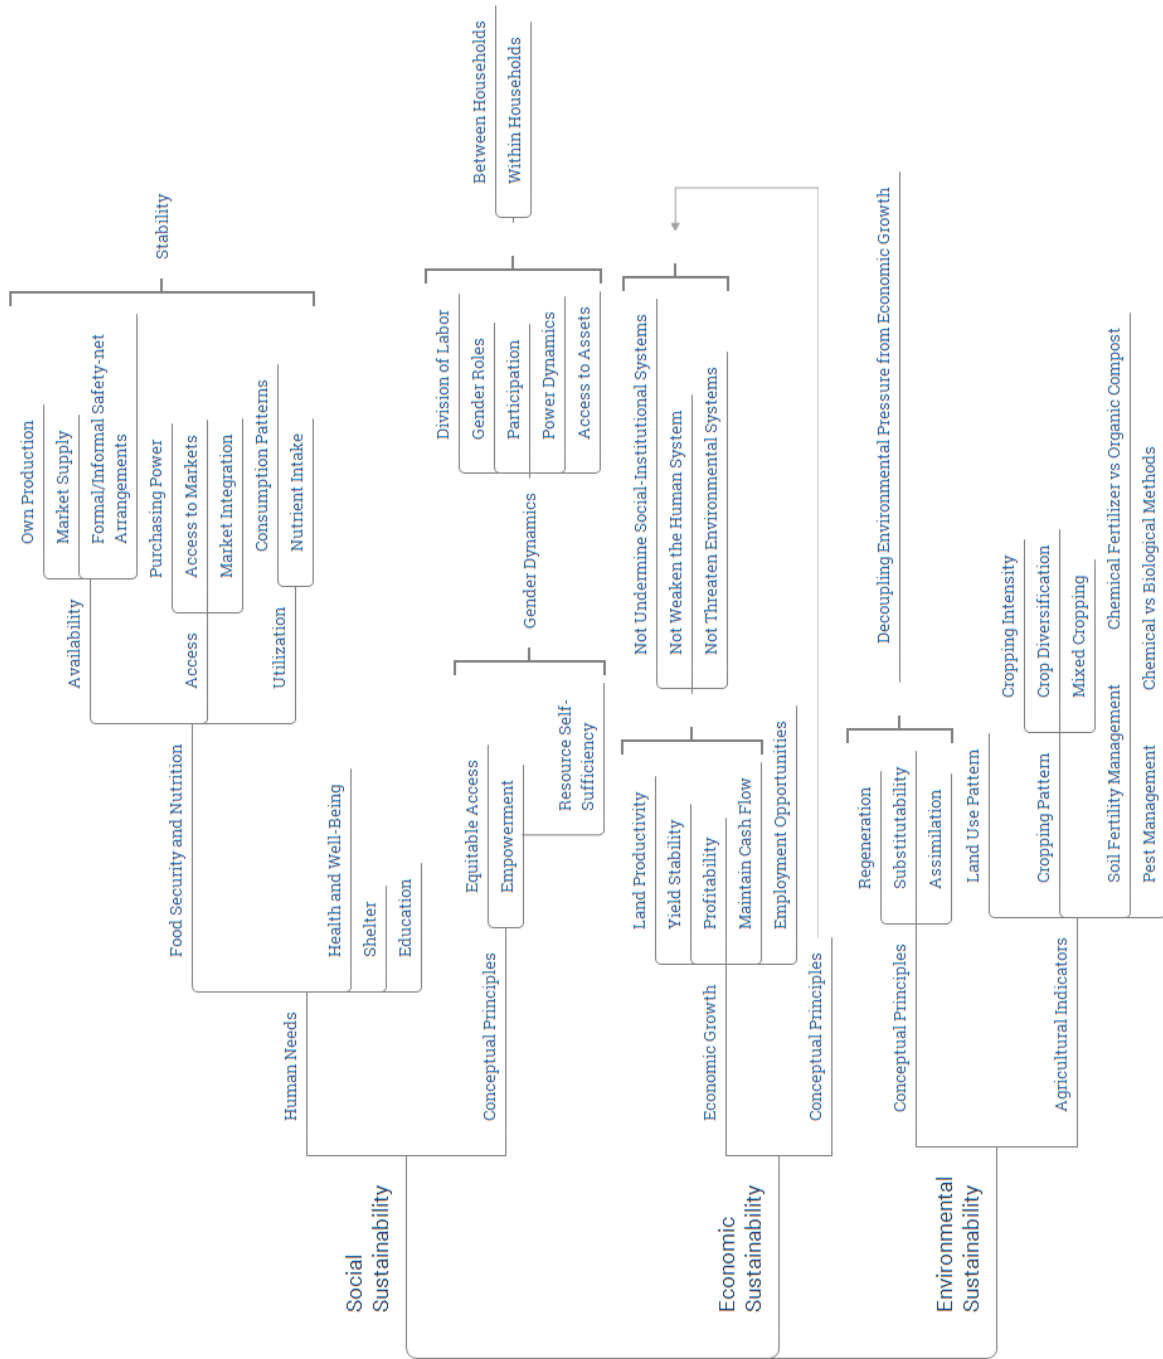 Social
Sustainability
Human Needs
Food Security and Nutrition
Availability
Own Production
Market Supply
Formal/Informal Safety-net
Arrangements
Access
Purchasing Power
Access to Markets
Market Integration
Utilization
Consumption Patterns
Nutrient Intake
Stability
Health and Well-Being
Shelter
Education
Conceptual Principles
Equitable Access
Empowerment
Resource Self-
Sufficiency
Gender Dynamics
Division of Labor
Gender Roles
Participation
Power Dynamics
Access to Assets
Between Households
Within Households
Economic
Sustainability
Economic Growth
Land Productivity
Yield Stability
Profitability
Maintain Cash Flow
Employment Opportunities
Not Undermine Social-Institutional Systems
Not Weaken the Human System
Not Threaten Environmental Systems
Conceptual Principles
Environmental
Sustainability
Conceptual Principles
Regeneration
Substitutability
Assimilation
Decoupling Environmental Pressure from Economic Growth
Agricultural Indicators
Land Use Pattern
Cropping Pattern
Cropping Intensity
Crop Diversification
Mixed Cropping
Soil Fertility Management
Chemical Fertilizer vs Organic Compost
Pest Management
Chemical vs Biological Methods